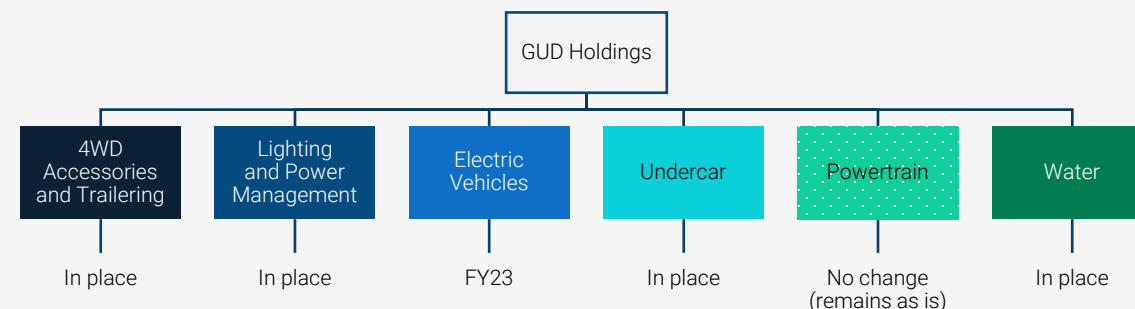 GUD Holdings
4WD
Accessories
and Trailering
Lighting
and Power
Management
Electric
Vehicles
Undercar
Powertrain
Water
In place
In place
FY23
In place
No change
(remains as is)
In place